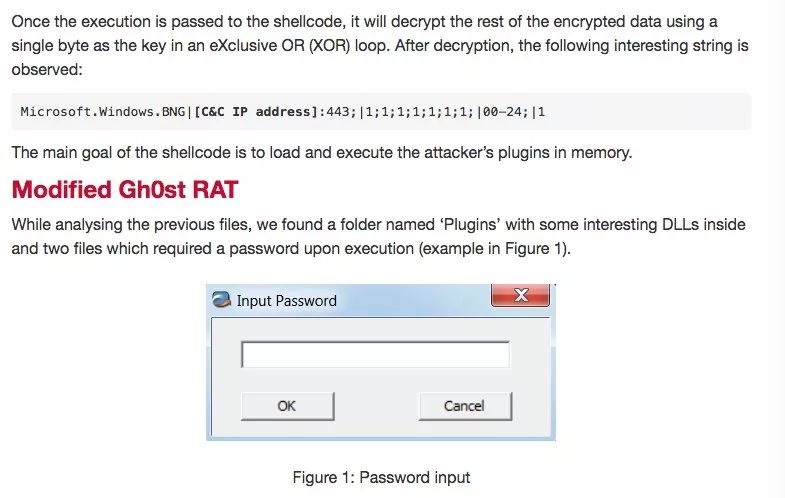 Once the execution is passed to the shellcode, it will decrypt the rest of the encrypted data using a
single byte as the key in an eXclusive OR (XOR) loop. After decryption, the following interesting string is
observed:
Microsoft.Windows.BNG|[C&C IP address]:443;|1;1;1;1;1;1;1;|00-24;|1
The main goal of the shellcode is to load and execute the attacker’s plugins in memory.
Modified Gh0st RAT
While analysing the previous files, we found a folder named ‘Plugins’ with some interesting DLLs inside
and two files which required a password upon execution (example in Figure 1).
Input Password
OK Cancel
Figure 1: Password input